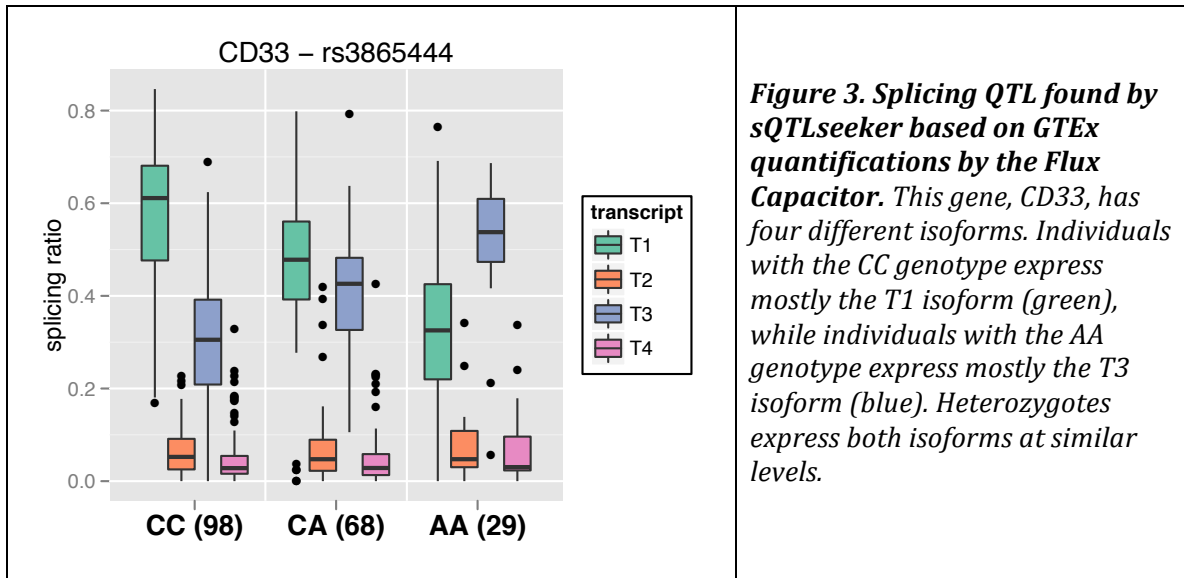 CD33 – rs3865444
splicing ratio
0.8
0.6
0.4
0.2
0.0
CC (98)
CA (68)
AA (29)
transcript
T1
T2
T3
T4
Figure 3. Splicing QTL found by
sQTLseeker based on GTEx
quantifications by the Flux
Capacitor. This gene, CD33, has
four different isoforms. Individuals
with the CC genotype express
mostly the T1 isoform (green),
while individuals with the AA
genotype express mostly the T3
isoform (blue). Heterozygotes
express both isoforms at similar
levels.